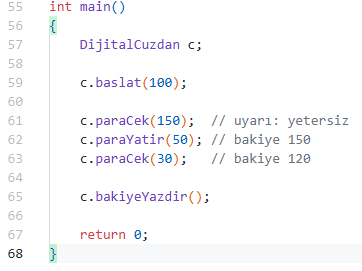 55 int main()
56 {
57     DijitalCuzdan c;
58
59     c.baslat(100);
60
61     c.paraCek(150);  // uyarı: yetersiz
62     c.paraYatir(50); // bakiye 150
63     c.paraCek(30);   // bakiye 120
64
65     c.bakiyeYazdir();
66
67     return 0;
68 }